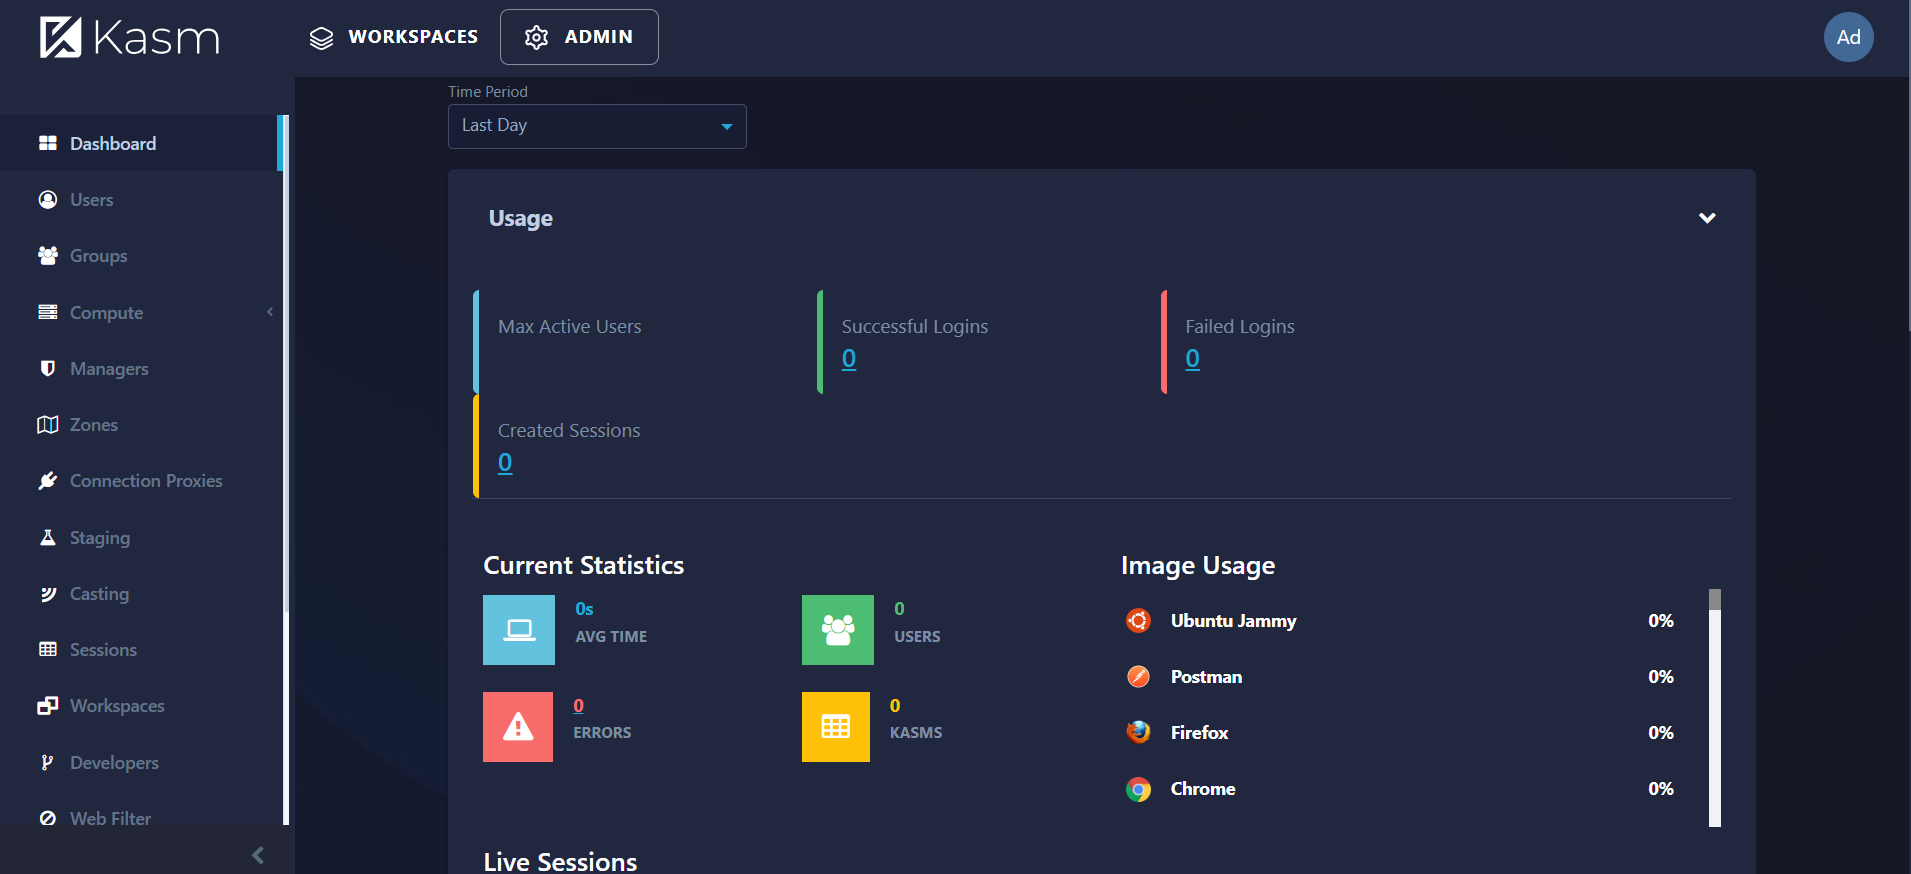 Kasm
WORKSPACES
ADMIN
Ad
Dashboard
Users
Groups
Compute
Managers
Zones
Connection Proxies
Staging
Casting
Sessions
Workspaces
Developers
Web Filter
Time Period
Last Day
Usage
Max Active Users
Successful Logins
0
Failed Logins
0
Created Sessions
0
Current Statistics
0s
AVG TIME
0
USERS
0
ERRORS
0
KASMS
Image Usage
Ubuntu Jammy 0%
Postman 0%
Firefox 0%
Chrome 0%
Live Sessions